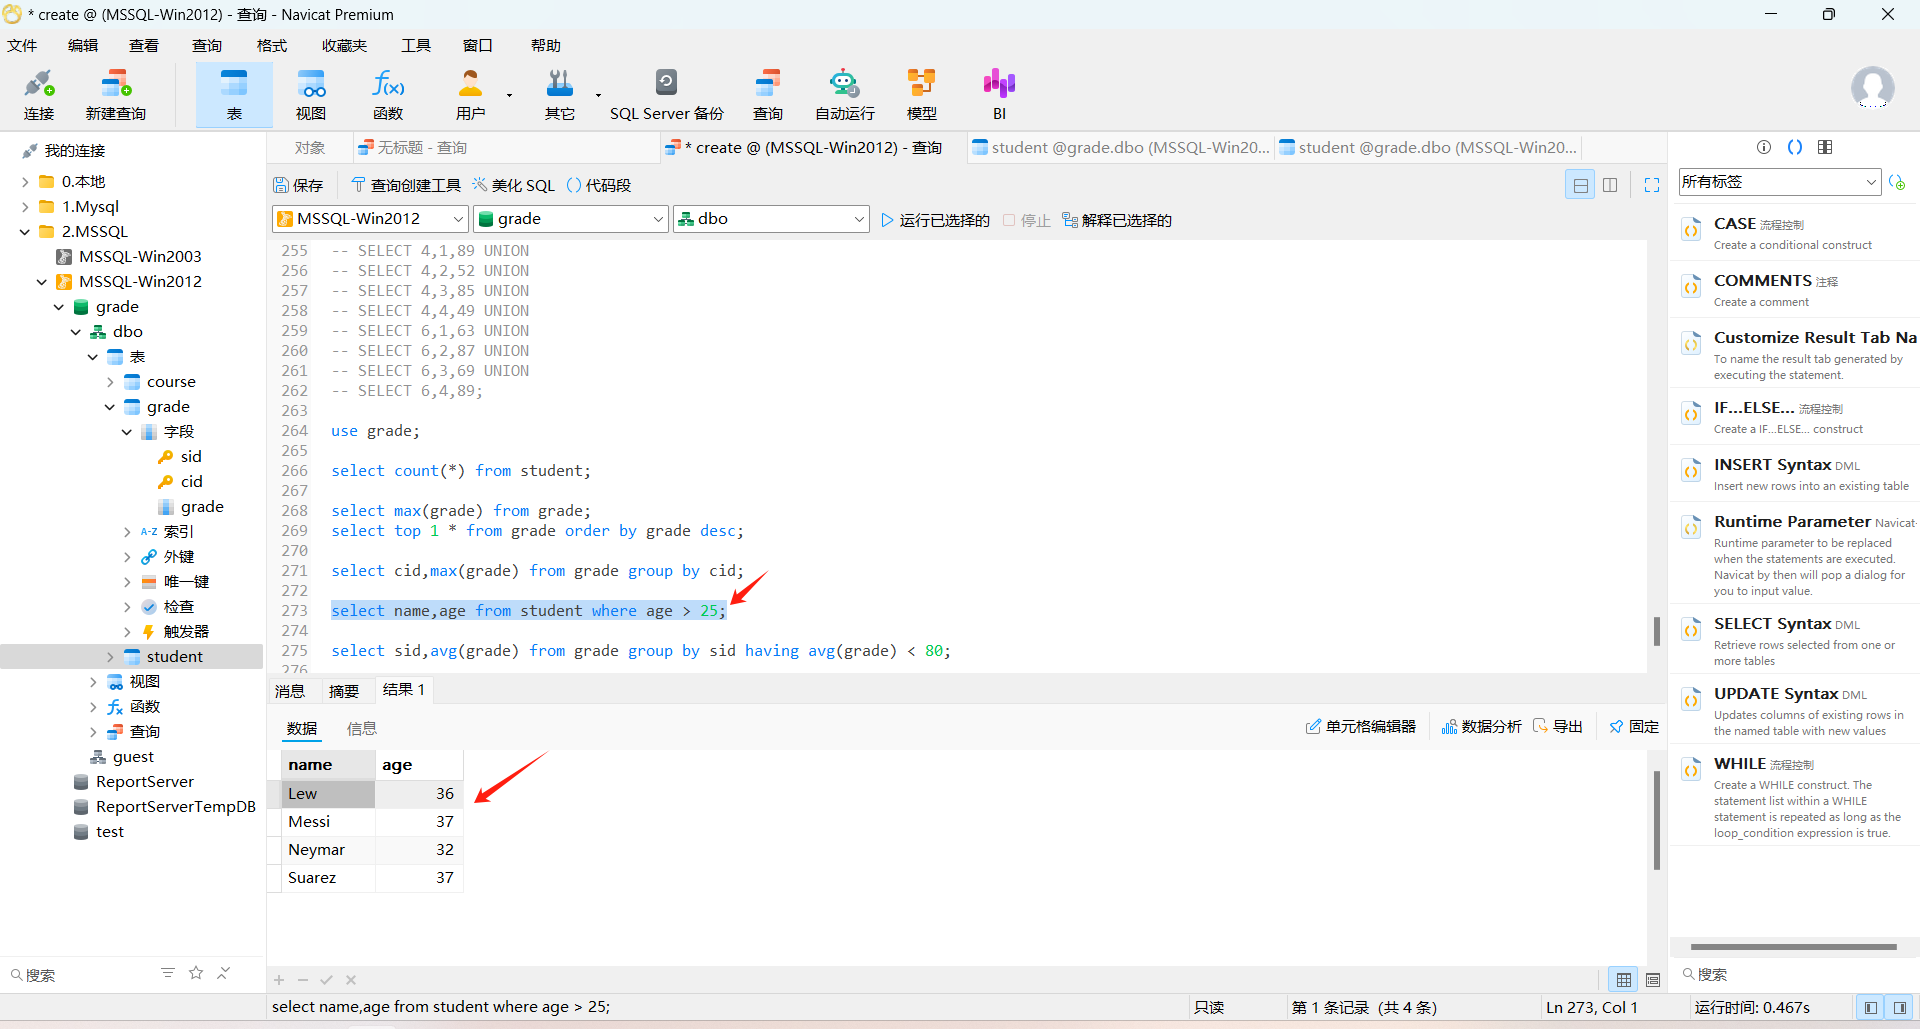 * create @ (MSSQL-Win2012) - 查询 - Navicat Premium
文件 编辑 查看 查询 格式 收藏夹 工具 窗口 帮助
连接 新建查询 表 视图 函数 用户 其它 SQL Server 备份 查询 自动运行 模型 BI
我的连接
0.本地
1.Mysql
2.MSSQL
MSSQL-Win2003
MSSQL-Win2012
grade
dbo
表
course
grade
字段
sid
cid
grade
索引
外键
唯一键
检查
触发器
student
视图
函数
查询
guest
ReportServer
ReportServerTempDB
test
搜索
对象 无标题 - 查询 * create @ (MSSQL-Win2012) - 查询 student @grade.dbo (MSSQL-Win20... student @grade.dbo (MSSQL-Win20...
保存 查询创建工具 美化 SQL 代码段
MSSQL-Win2012 grade dbo 运行已选择的 停止 解释已选择的
255 -- SELECT 4,1,89 UNION
256 -- SELECT 4,2,52 UNION
257 -- SELECT 4,3,85 UNION
258 -- SELECT 4,4,49 UNION
259 -- SELECT 6,1,63 UNION
260 -- SELECT 6,2,87 UNION
261 -- SELECT 6,3,69 UNION
262 -- SELECT 6,4,89;
263
264 use grade;
265
266 select count(*) from student;
267
268 select max(grade) from grade;
269 select top 1 * from grade order by grade desc;
270
271 select cid,max(grade) from grade group by cid;
272
273 select name,age from student where age > 25;
274
275 select sid,avg(grade) from grade group by sid having avg(grade) < 80;
276
消息 摘要 结果 1
数据 信息 单元格编辑器 数据分析 导出 固定
name age
Lew 36
Messi 37
Neymar 32
Suarez 37
select name,age from student where age > 25; 只读 第 1 条记录 (共 4 条) Ln 273, Col 1 运行时间: 0.467s
所有标签
CASE 流程控制
Create a conditional construct
COMMENTS 注释
Create a comment
Customize Result Tab Na
To name the result tab generated by
executing the statement.
IF...ELSE... 流程控制
Create a IF...ELSE... construct
INSERT Syntax DML
Insert new rows into an existing table
Runtime Parameter Navicat
Runtime parameter to be replaced
when the statements are executed.
Navicat by then will pop a dialog for
you to input value.
SELECT Syntax DML
Retrieve rows selected from one or
more tables
UPDATE Syntax DML
Updates columns of existing rows in
the named table with new values
WHILE 流程控制
Create a WHILE construct. The
statement list within a WHILE
statement is repeated as long as the
loop_condition expression is true.
搜索